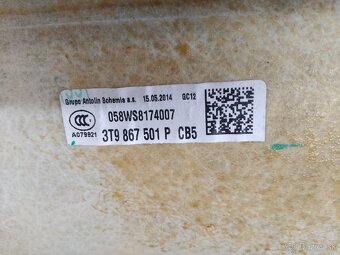 Grupo Antolin Bohemia a.s. 15.05.2014 GC12
058WS8174007
A079921
3T9 867 501 P CB5